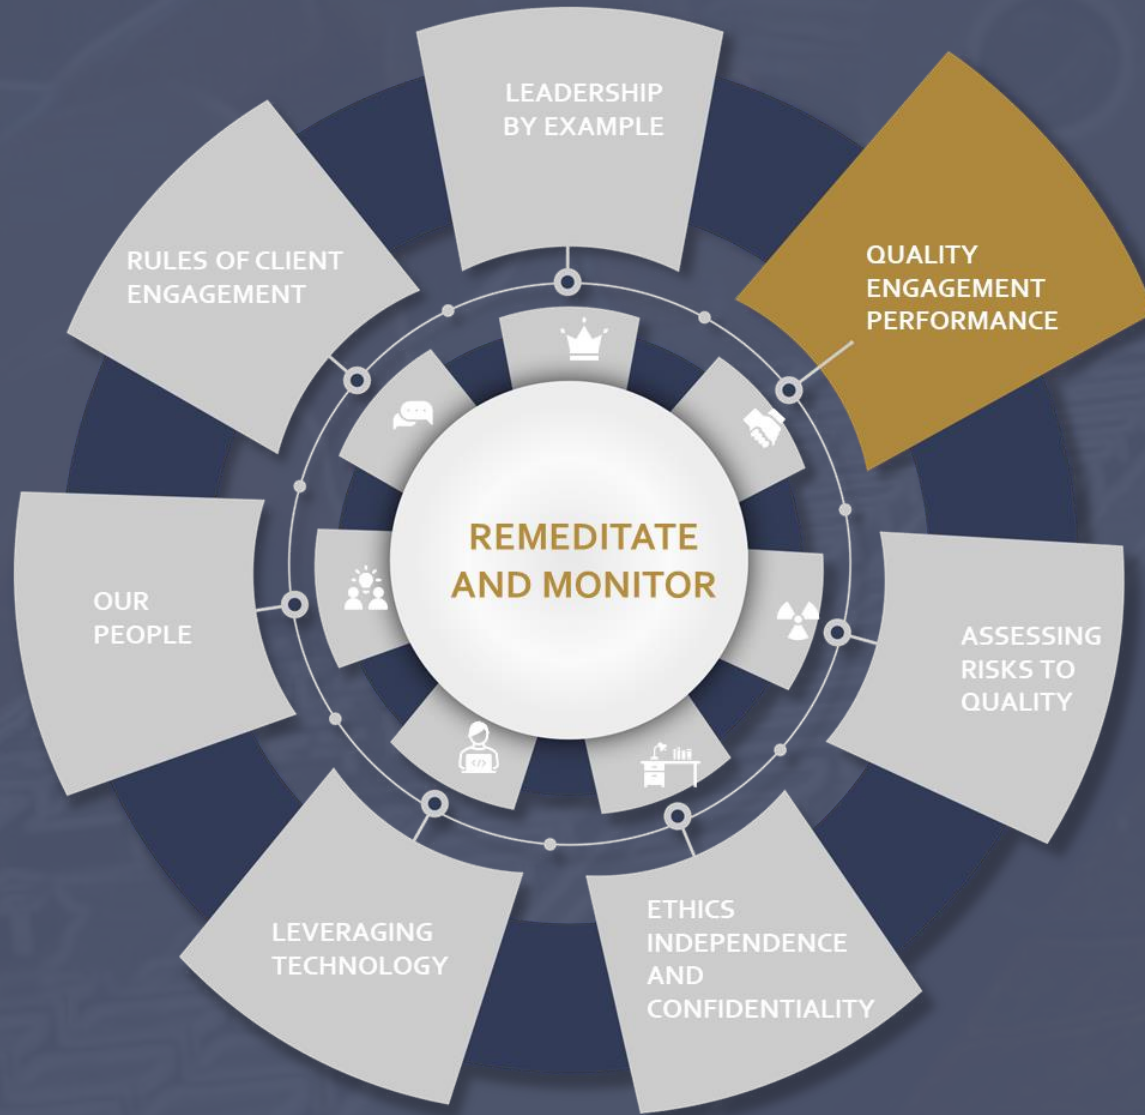 LEADERSHIP
BY EXAMPLE
QUALITY
ENGAGEMENT
PERFORMANCE
ASSESSING
RISKS TO
QUALITY
ETHICS
INDEPENDENCE
AND
CONFIDENTIALITY
LEVERAGING
TECHNOLOGY
OUR
PEOPLE
RULES OF CLIENT
ENGAGEMENT
REMEDITATE
AND MONITOR